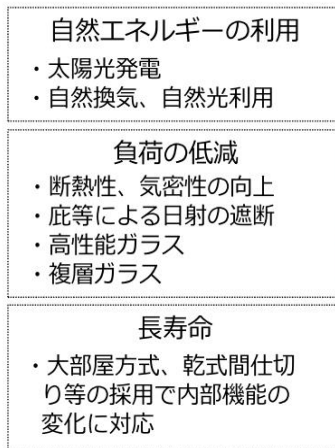 自然エネルギーの利用
・太陽光発電
・自然換気、自然光利用
負荷の低減
・断熱性、気密性の向上
・庇等による日射の遮断
・高性能ガラス
・複層ガラス
長寿命
・大部屋方式、乾式間仕切
り等の採用で内部機能の
変化に対応